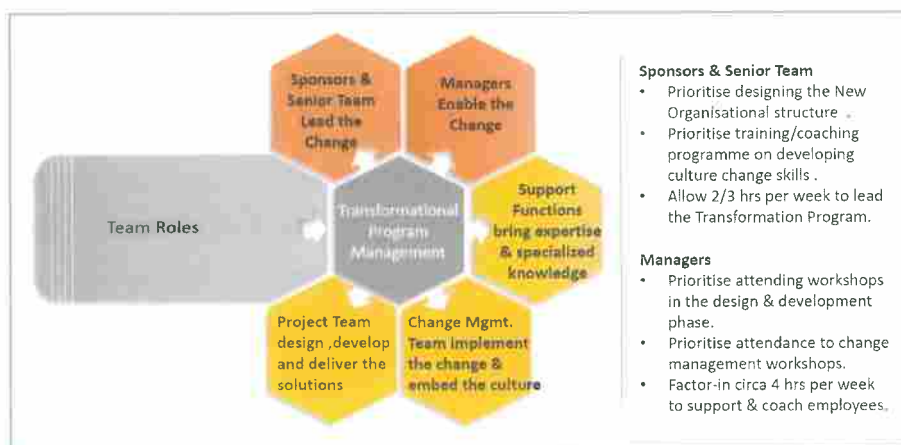 Team Roles
Sponsors &
Senior Team
Lead the
Change
Managers
Enable the
Change
Transformational
Program
Management
Support
Functions
bring expertise
& specialized
knowledge
Project Team
design ,develop
and deliver the
solutions
Change Mgmt.
Team implement
the change &
embed the culture
Sponsors & Senior Team
• Prioritise designing the New
Organisational structure .
• Prioritise training/coaching
programme on developing
culture change skills .
• Allow 2/3 hrs per week to lead
the Transformation Program.
Managers
• Prioritise attending workshops
in the design & development
phase.
• Prioritise attendance to change
management workshops.
• Factor-in circa 4 hrs per week
to support & coach employees.